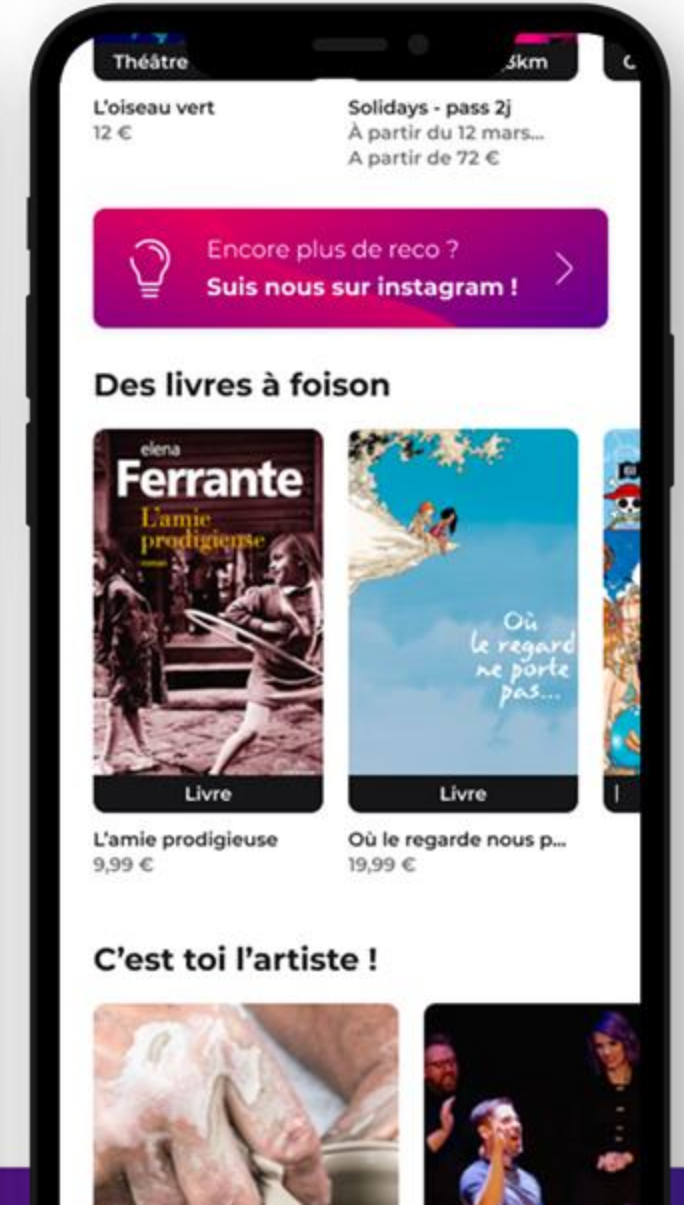 Théâtre
3km
L'oiseau vert
12 €
Solidays - pass 2j
À partir du 12 mars...
A partir de 72 €
Encore plus de reco ?
Suis nous sur instagram !
Des livres à foison
elena
Ferrante
L'amie
prodigieuse
roman
Livre
L'amie prodigieuse
9,99 €
Où
le regard
ne porte
pas...
Livre
Où le regarde nous p...
19,99 €
C'est toi l'artiste !